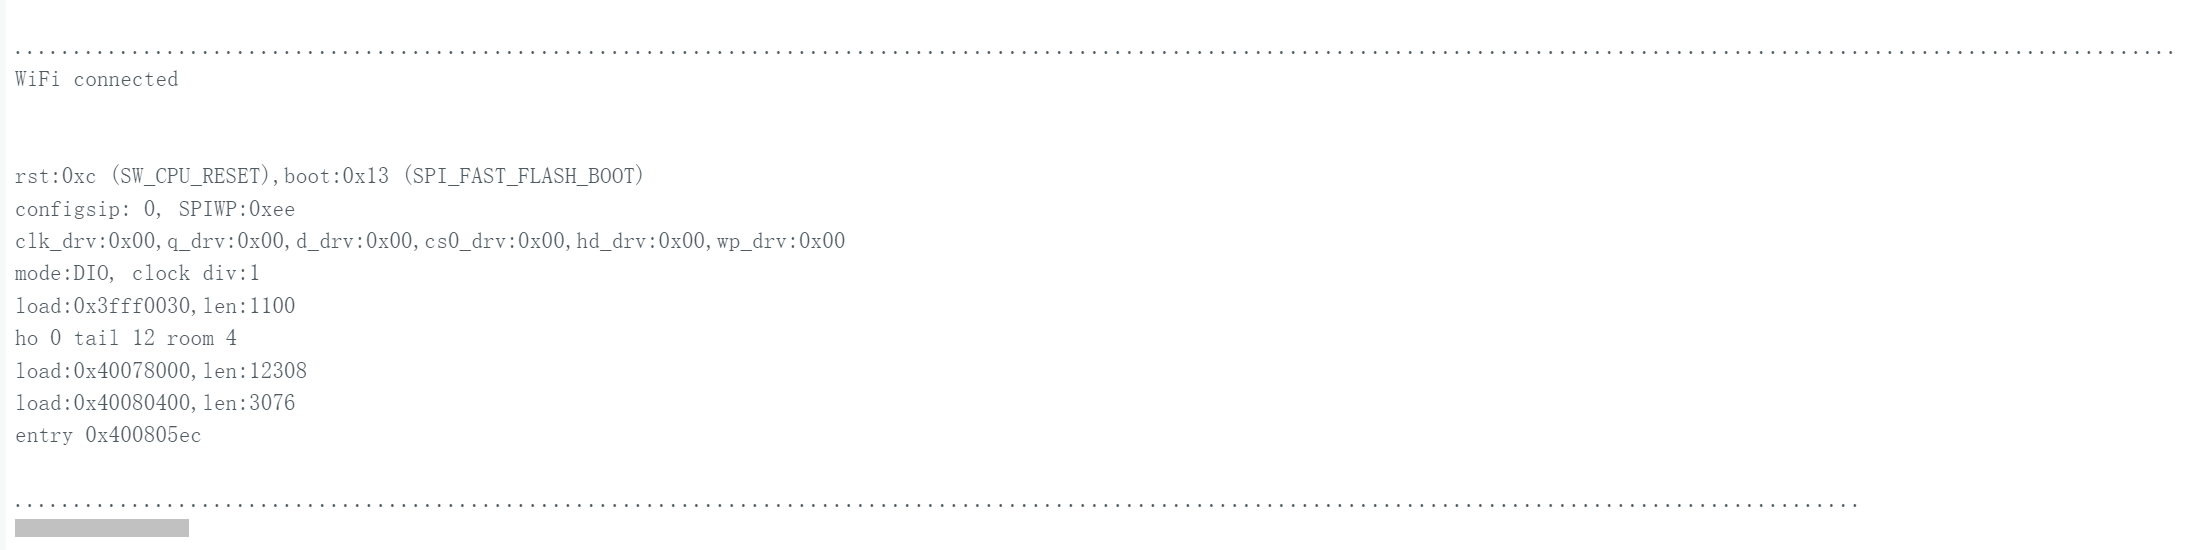 ........................................................................................................................................................................................
WiFi connected
rst:0xc (SW_CPU_RESET),boot:0x13 (SPI_FAST_FLASH_BOOT)
configsip: 0, SPIWP:0xee
clk_drv:0x00,q_drv:0x00,d_drv:0x00,cs0_drv:0x00,hd_drv:0x00,wp_drv:0x00
mode:DIO, clock div:1
load:0x3fff0030,len:1100
ho 0 tail 12 room 4
load:0x40078000,len:12308
load:0x40080400,len:3076
entry 0x400805ec
..............................................................................................................................................................